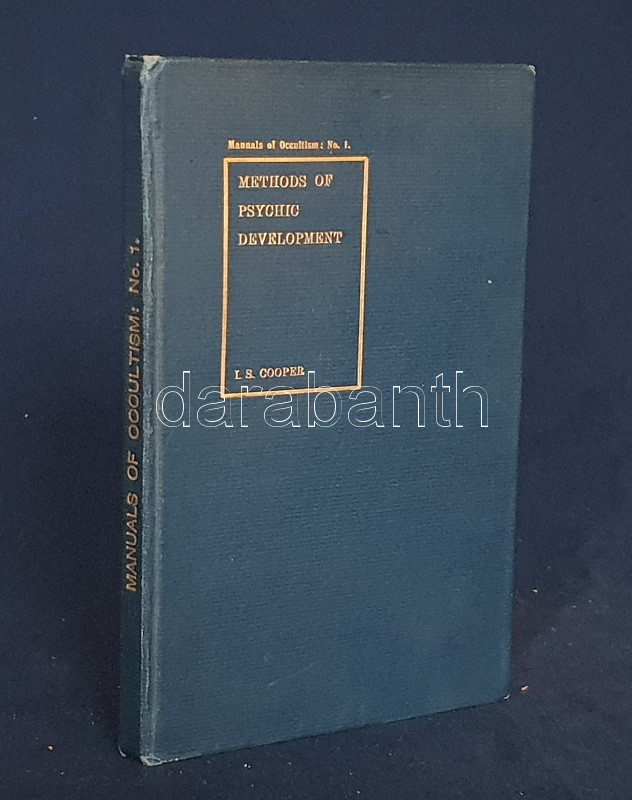 Manuals of Occultism: No. 1.
METHODS OF
PSYCHIC
DEVELOPMENT
I. S. COOPER
MANUALS OF OCCULTISM: No. 1.
darabanth